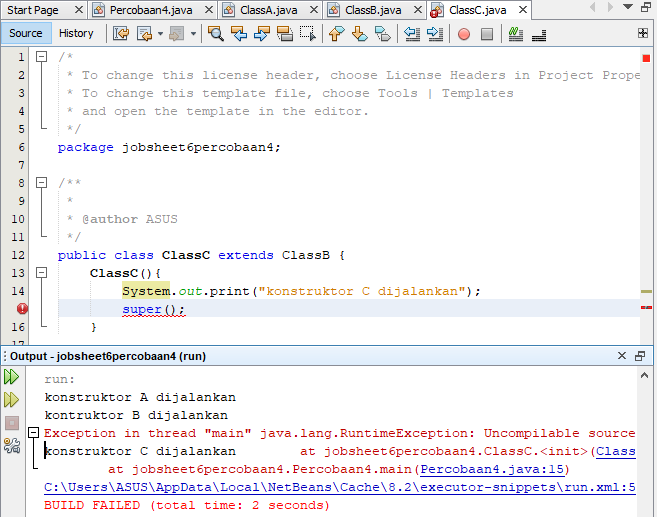 Start Page Percobaan4.java ClassA.java ClassB.java ClassC.java
Source History
1 /*
2 * To change this license header, choose License Headers in Project Prope
3 * To change this template file, choose Tools | Templates
4 * and open the template in the editor.
5 */
6 package jobsheet6percobaan4;
7
8 /**
9 *
10 * @author ASUS
11 */
12 public class ClassC extends ClassB {
13 ClassC(){
14 System.out.print("konstruktor C dijalankan");
super();
16 }
Output - jobsheet6percobaan4 (run)
run:
konstruktor A dijalankan
kontruktor B dijalankan
Exception in thread "main" java.lang.RuntimeException: Uncompilable source
konstruktor C dijalankan at jobsheet6percobaan4.ClassC.<init>(Class
at jobsheet6percobaan4.Percobaan4.main(Percobaan4.java:15)
C:\Users\ASUS\AppData\Local\NetBeans\Cache\8.2\executor-snippets\run.xml:5
BUILD FAILED (total time: 2 seconds)